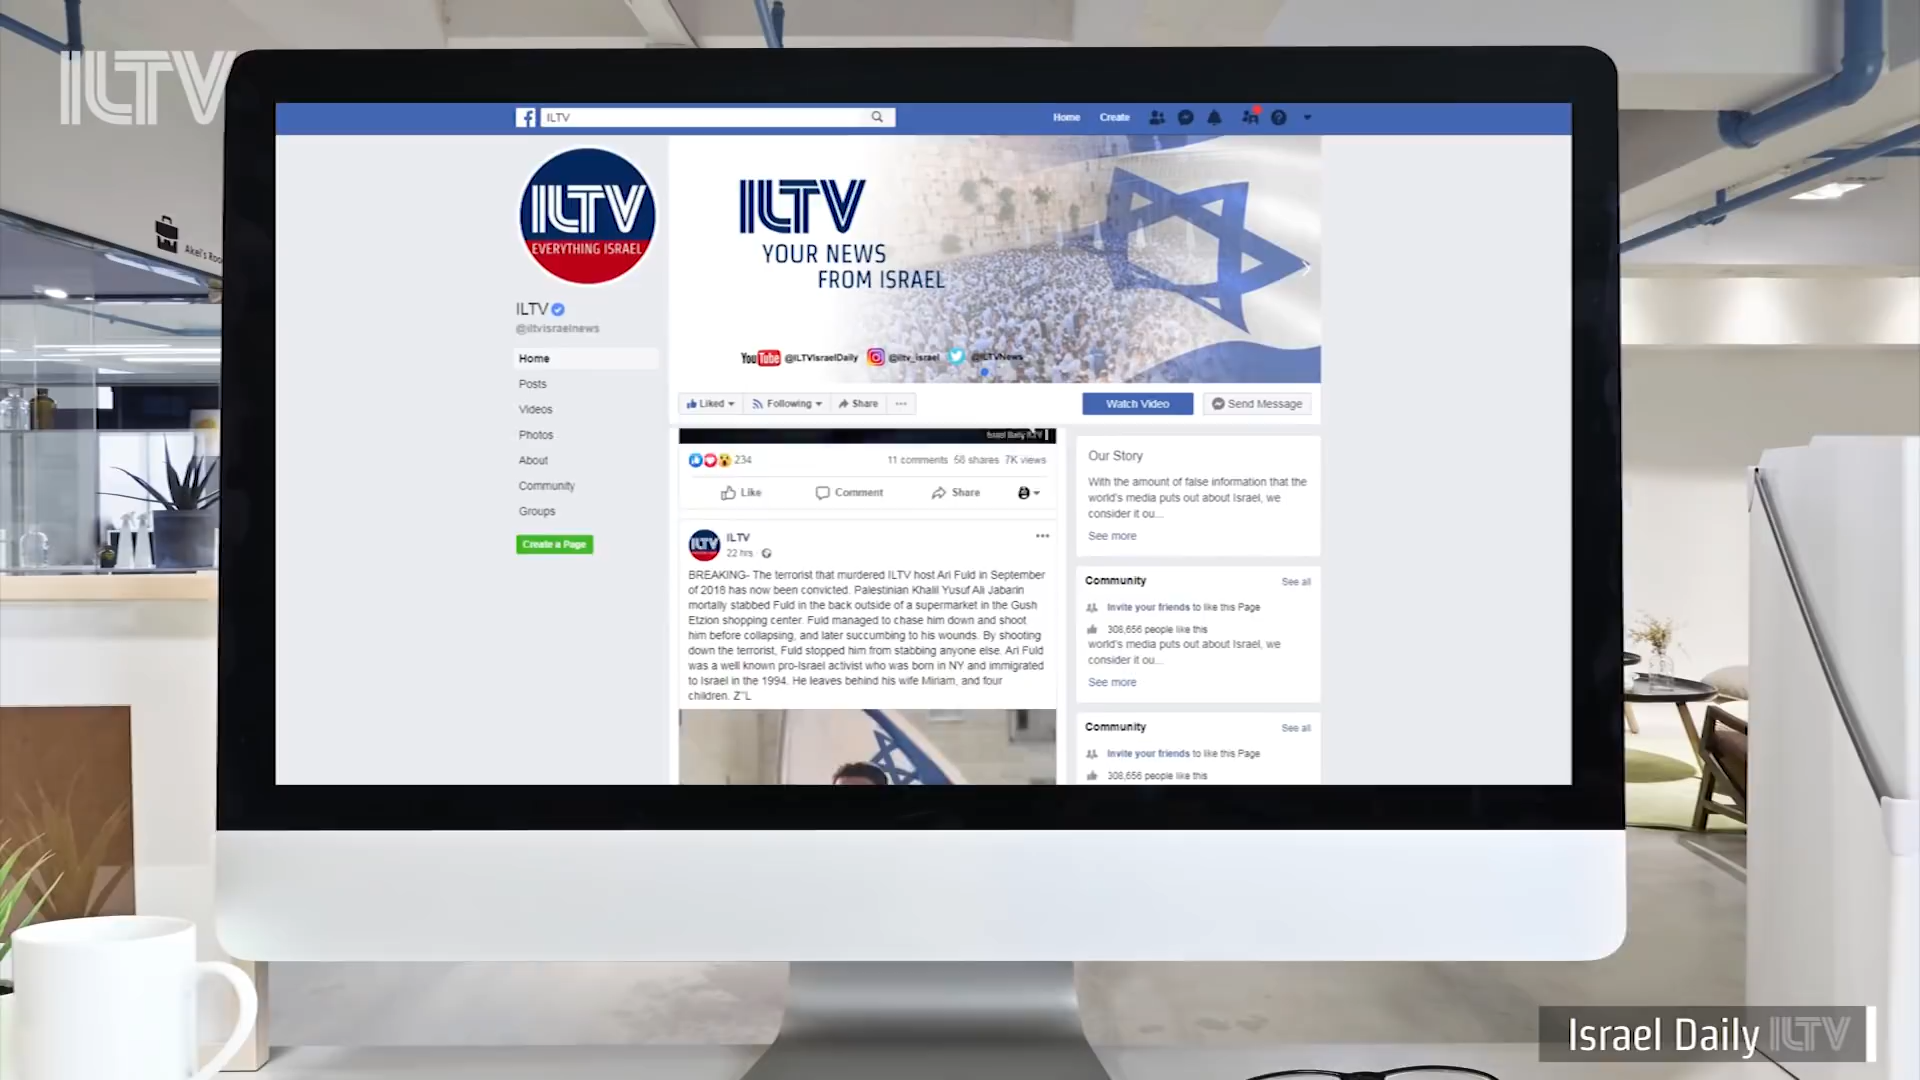 ILTV
Akel's Roo
ILTV
Home
Create
ILTV
EVERYTHING ISRAEL
ILTV
@iltvisraelnews
Home
Posts
Videos
Photos
About
Community
Groups
Create a Page
ILTV
YOUR NEWS
FROM ISRAEL
YouTube @ILTVIsraelDaily @iltv_israel @ILTVNews
Liked
Following
Share
Watch Video
Send Message
Israel Daily ILTV
234
11 comments 58 shares 7K views
Like
Comment
Share
ILTV
ILTV
22 hrs
BREAKING- The terrorist that murdered ILTV host Ari Fuld in September
of 2018 has now been convicted. Palestinian Khalil Yusuf Ali Jabarin
mortally stabbed Fuld in the back outside of a supermarket in the Gush
Etzion shopping center. Fuld managed to chase him down and shoot
him before collapsing, and later succumbing to his wounds. By shooting
down the terrorist, Fuld stopped him from stabbing anyone else. Ari Fuld
was a well known pro-Israel activist who was born in NY and immigrated
to Israel in the 1994. He leaves behind his wife Miriam, and four
children. Z"L
Our Story
With the amount of false information that the
world's media puts out about Israel, we
consider it ou...
See more
Community
See all
Invite your friends to like this Page
308,656 people like this
world's media puts out about Israel, we
consider it ou...
See more
Community
See all
Invite your friends to like this Page
308,656 people like this
Israel Daily ILTV